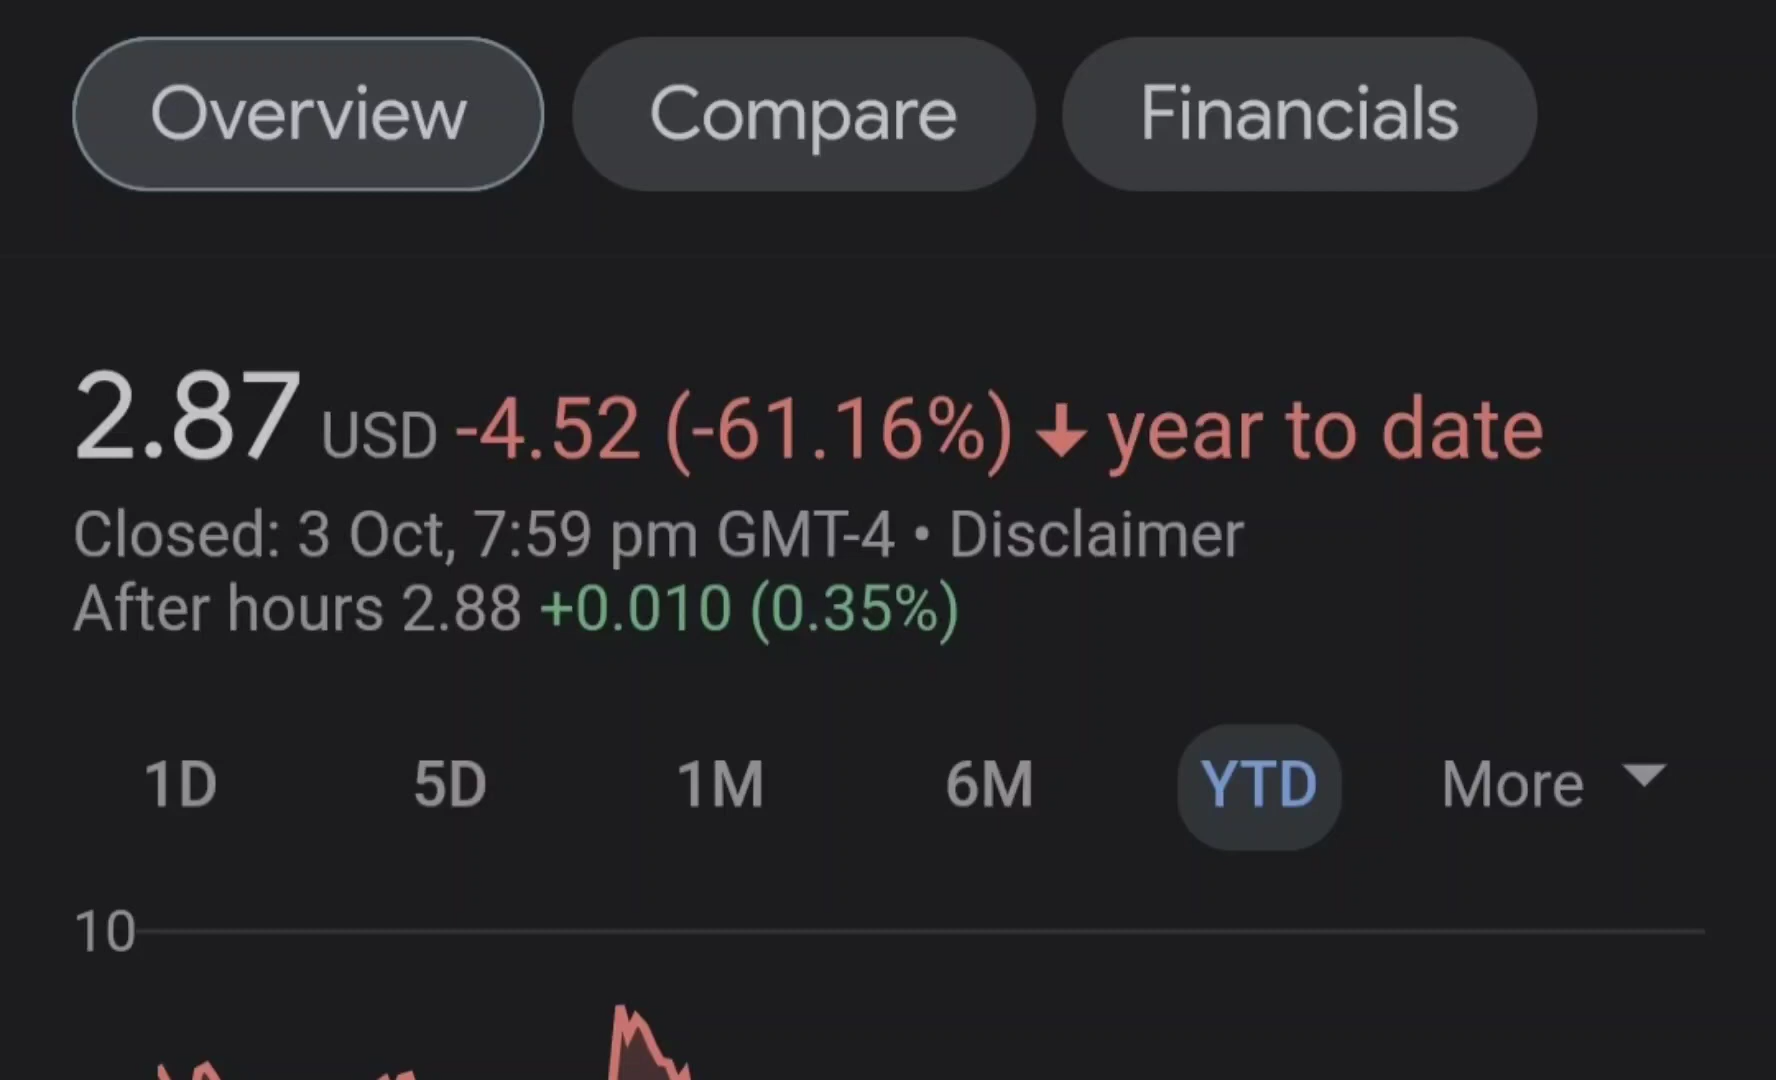 Overview Compare Financials
2.87 USD -4.52 (-61.16%) ↓ year to date
Closed: 3 Oct, 7:59 pm GMT-4 • Disclaimer
After hours 2.88 +0.010 (0.35%)
1D 5D 1M 6M YTD More
10